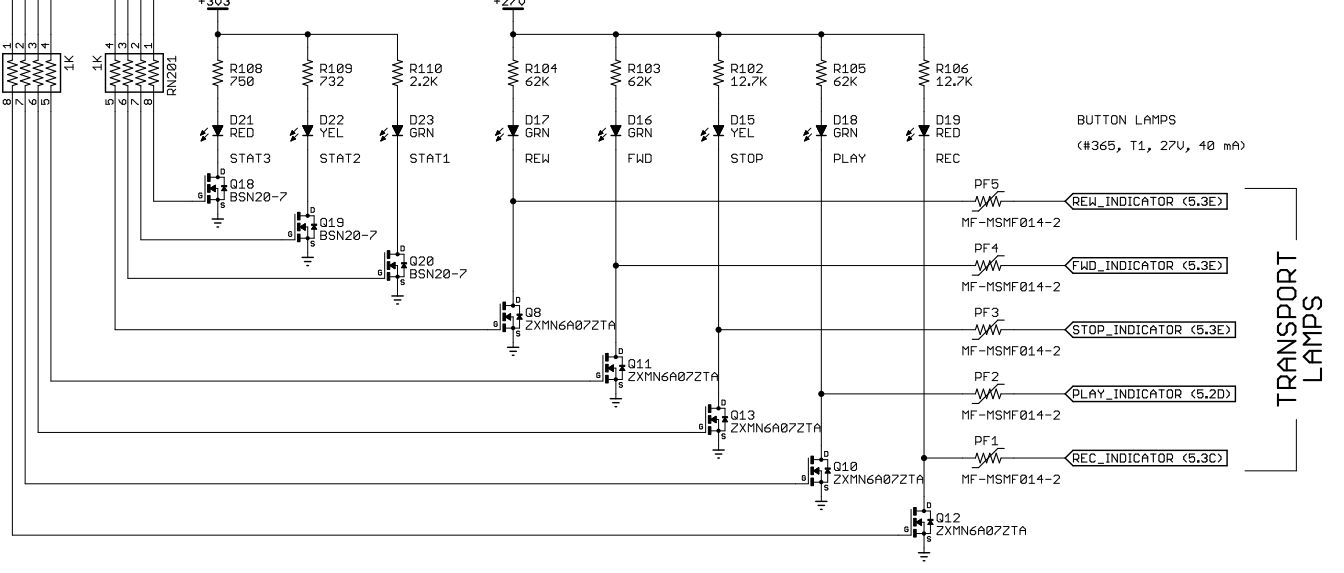 +3V3
+27V
1 2 3 4
4 3 2 1
1K
1K
RN201
8 7 6 5
5 6 7 8
R108
750
R109
732
R110
2.2K
R104
62K
R103
62K
R102
12.7K
R105
62K
R106
12.7K
D21
RED
STAT3
D22
YEL
STAT2
D23
GRN
STAT1
D17
GRN
REW
D16
GRN
FWD
D15
YEL
STOP
D18
GRN
PLAY
D19
RED
REC
BUTTON LAMPS
(#365, T1, 27V, 40 mA)
D
G
S
Q18
BSN20-7
D
G
S
Q19
BSN20-7
D
G
S
Q20
BSN20-7
D
G
S
Q8
ZXMN6A07ZTA
D
G
S
Q11
ZXMN6A07ZTA
D
G
S
Q13
ZXMN6A07ZTA
D
G
S
Q10
ZXMN6A07ZTA
D
G
S
Q12
ZXMN6A07ZTA
PF5
MF-MSMF014-2
REW_INDICATOR (5.3E)
PF4
MF-MSMF014-2
FWD_INDICATOR (5.3E)
PF3
MF-MSMF014-2
STOP_INDICATOR (5.3E)
PF2
MF-MSMF014-2
PLAY_INDICATOR (5.2D)
PF1
MF-MSMF014-2
REC_INDICATOR (5.3C)
TRANSPORT
LAMPS